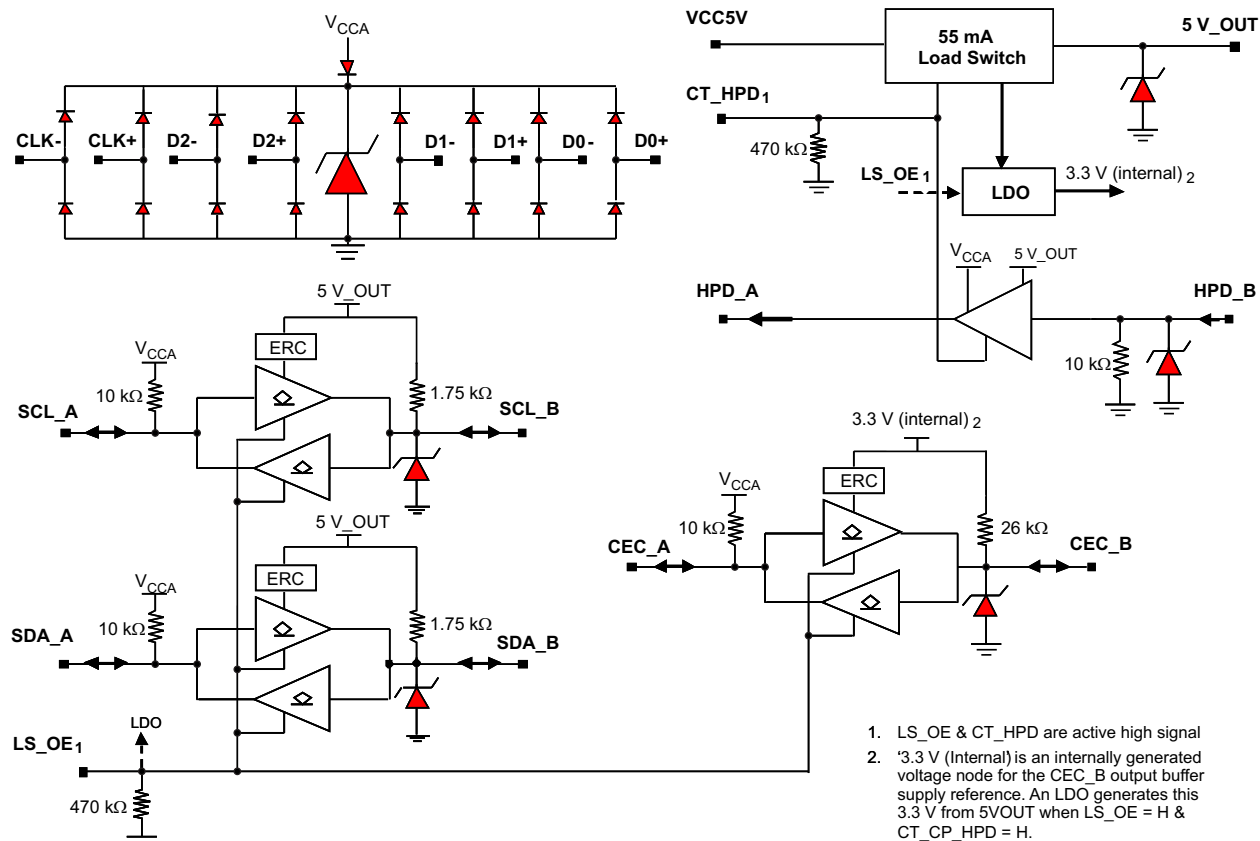 VCCA
CLK-
CLK+
D2-
D2+
D1-
D1+
D0-
D0+
VCC5V
55 mA
Load Switch
5 V_OUT
CT_HPD1
470 kΩ
LS_OE1
LDO
3.3 V (internal) 2
VCCA
5 V_OUT
HPD_A
HPD_B
10 kΩ
5 V_OUT
ERC
VCCA
10 kΩ
1.75 kΩ
SCL_A
SCL_B
5 V_OUT
ERC
VCCA
10 kΩ
1.75 kΩ
SDA_A
SDA_B
LDO
LS_OE1
470 kΩ
3.3 V (internal) 2
ERC
VCCA
10 kΩ
26 kΩ
CEC_A
CEC_B
1. LS_OE & CT_HPD are active high signal
2. ‘3.3 V (Internal) is an internally generated
voltage node for the CEC_B output buffer
supply reference. An LDO generates this
3.3 V from 5VOUT when LS_OE = H &
CT_CP_HPD = H.